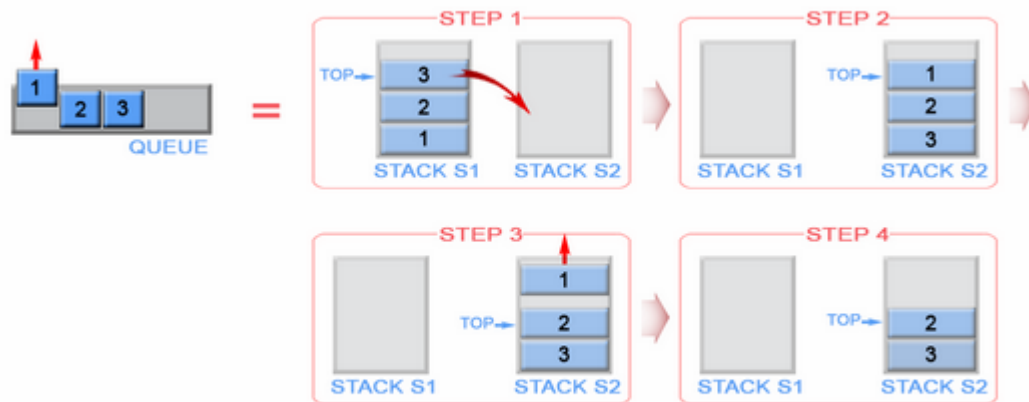 1
2 3
QUEUE
=
STEP 1
TOP
3
2
1
STACK S1 STACK S2
STEP 2
TOP
1
2
3
STACK S1 STACK S2
STEP 3
1
TOP
2
3
STACK S1 STACK S2
STEP 4
TOP
2
3
STACK S1 STACK S2